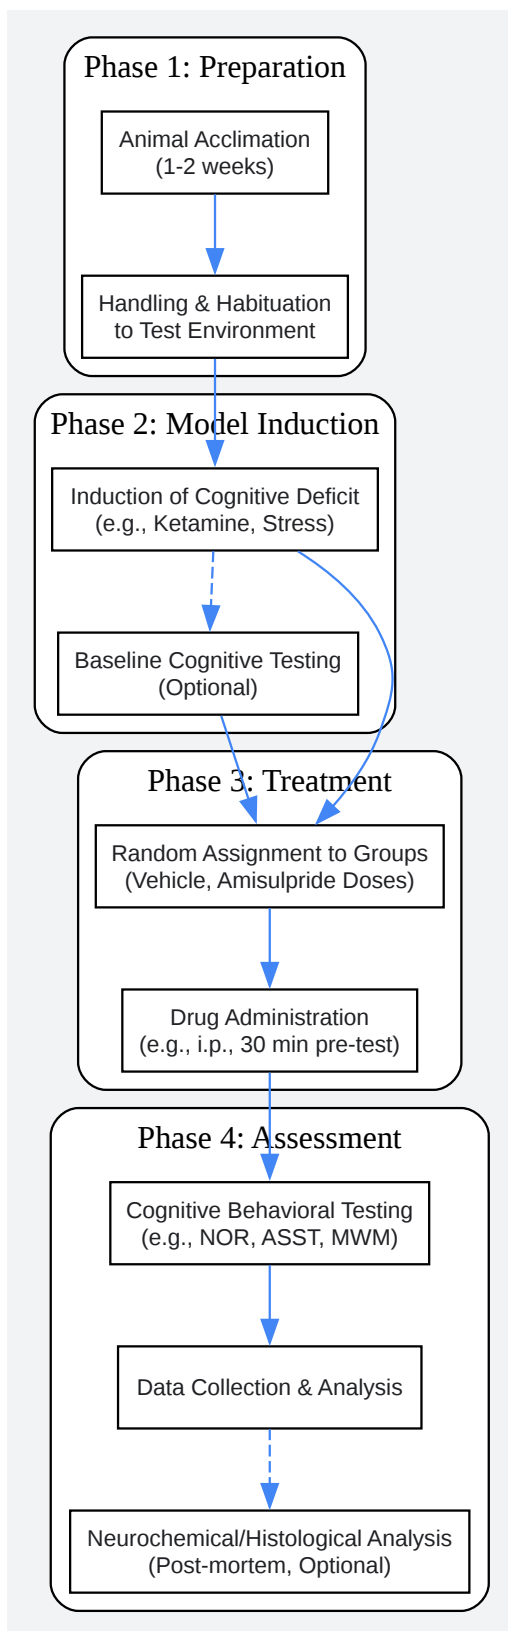 Phase 1: Preparation
Animal Acclimation
(1-2 weeks)
Handling & Habituation
to Test Environment
Phase 2: Model Induction
Induction of Cognitive Deficit
(e.g., Ketamine, Stress)
Baseline Cognitive Testing
(Optional)
Phase 3: Treatment
Random Assignment to Groups
(Vehicle, Amisulpride Doses)
Drug Administration
(e.g., i.p., 30 min pre-test)
Phase 4: Assessment
Cognitive Behavioral Testing
(e.g., NOR, ASST, MWM)
Data Collection & Analysis
Neurochemical/Histological Analysis
(Post-mortem, Optional)